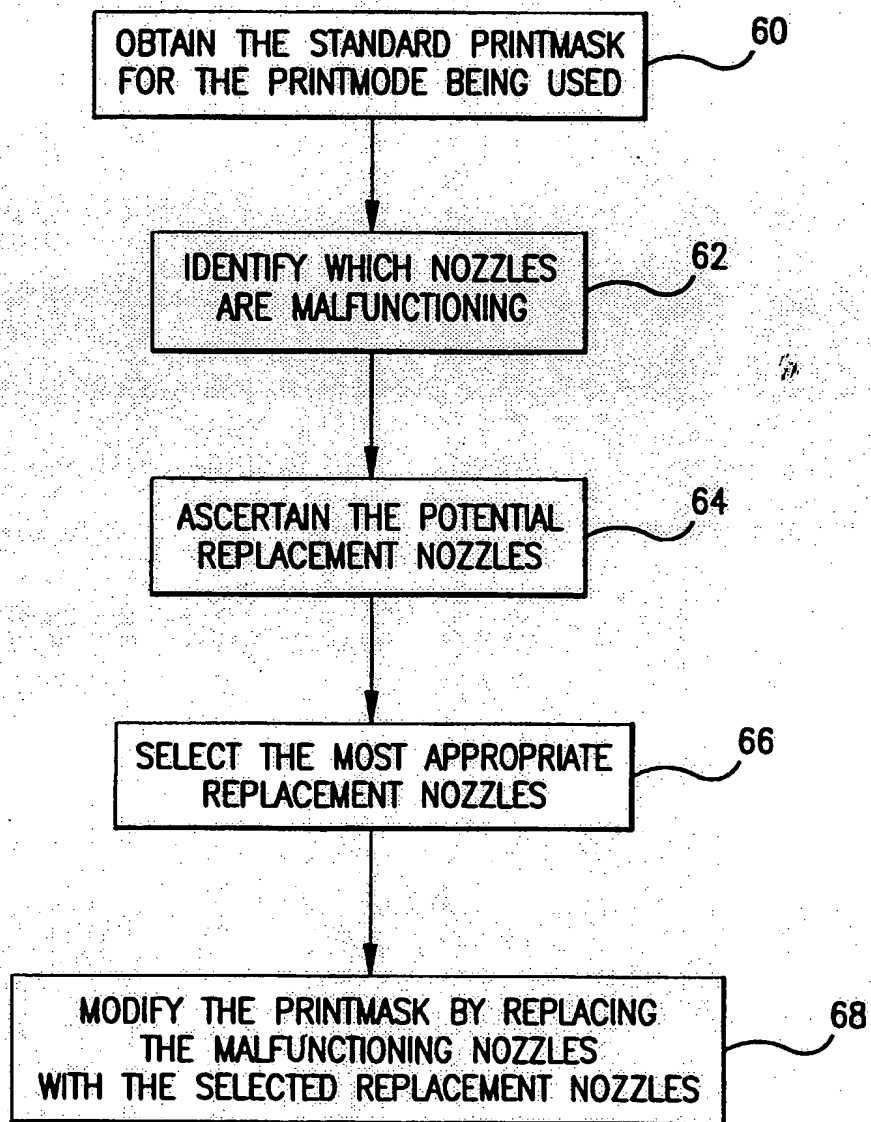 OBTAIN THE STANDARD PRINTMASK
FOR THE PRINTMODE BEING USED
60
IDENTIFY WHICH NOZZLES
ARE MALFUNCTIONING
62
ASCERTAIN THE POTENTIAL
REPLACEMENT NOZZLES
64
SELECT THE MOST APPROPRIATE
REPLACEMENT NOZZLES
66
MODIFY THE PRINTMASK BY REPLACING
THE MALFUNCTIONING NOZZLES
WITH THE SELECTED REPLACEMENT NOZZLES
68